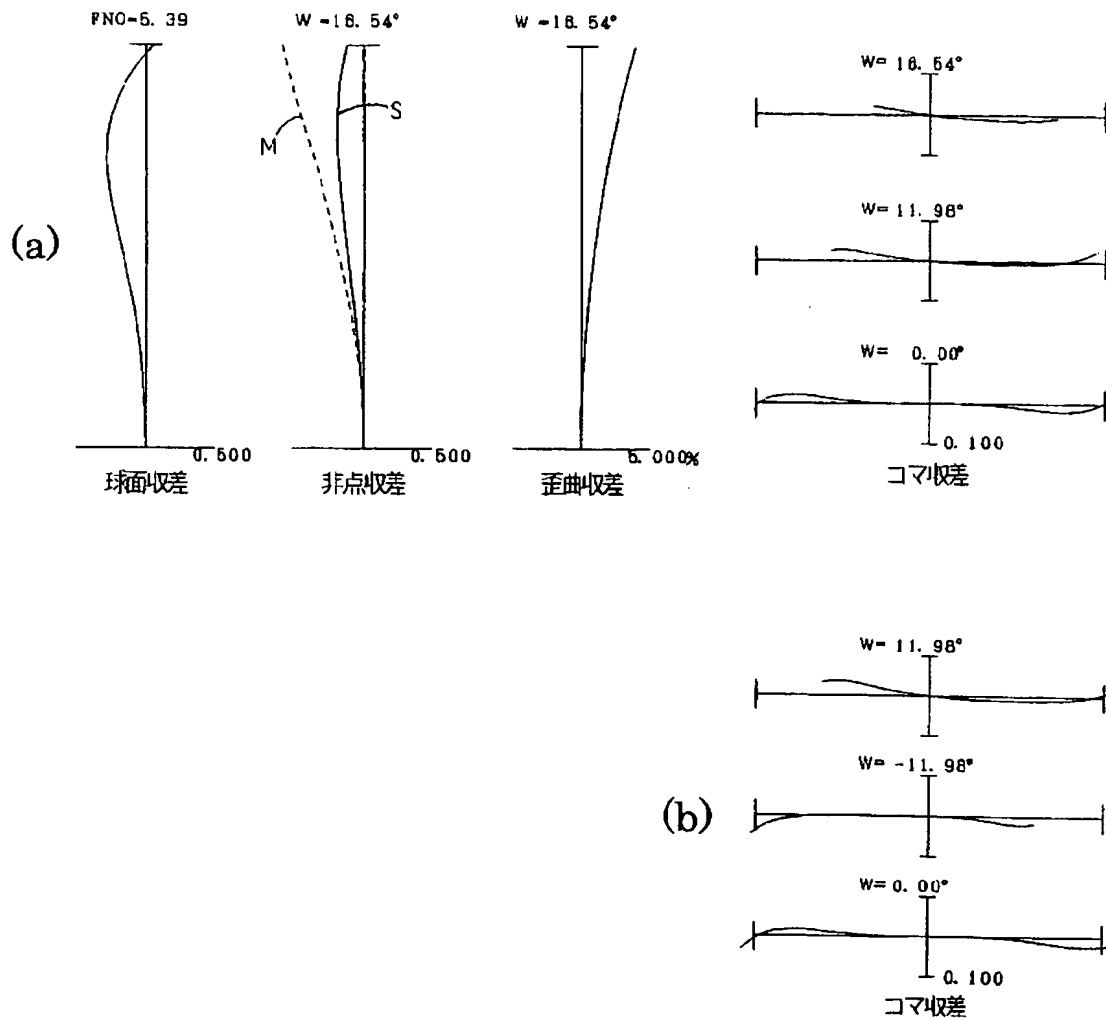 (a)
FNO=5.39
0.500
球面収差
W =16.54°
M
S
0.500
非点収差
W =16.54°
5.000%
歪曲収差
W= 16.54°
W= 11.98°
W= 0.00°
0.100
コマ収差
(b)
W= 11.98°
W= -11.98°
W= 0.00°
0.100
コマ収差